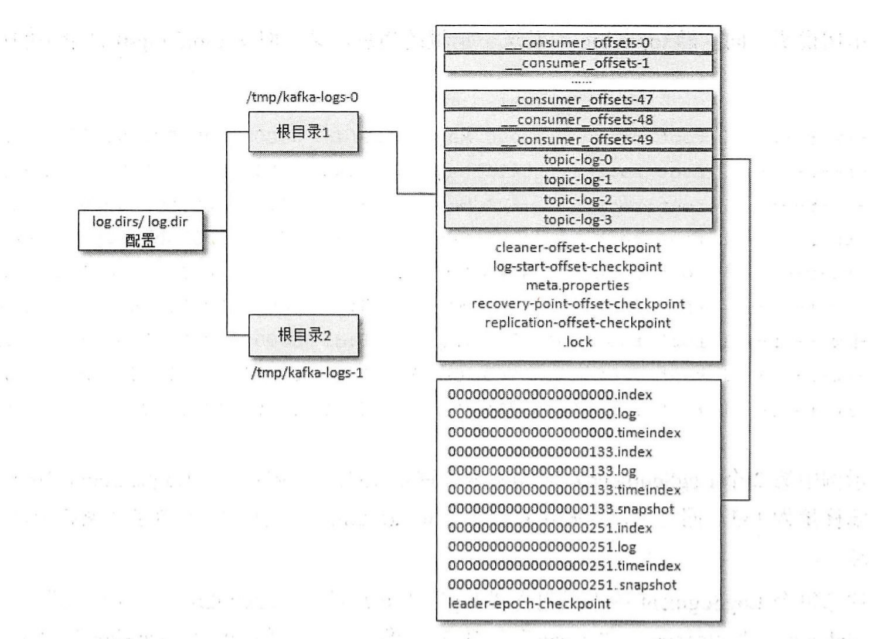 /tmp/kafka-logs-0
根目录1
log.dirs/ log.dir
配置
根目录2
/tmp/kafka-logs-1
__consumer_offsets-0
__consumer_offsets-1
......
__consumer_offsets-47
__consumer_offsets-48
__consumer_offsets-49
topic-log-0
topic-log-1
topic-log-2
topic-log-3
cleaner-offset-checkpoint
log-start-offset-checkpoint
meta.properties
recovery-point-offset-checkpoint
replication-offset-checkpoint
.lock
00000000000000000000.index
00000000000000000000.log
00000000000000000000.timeindex
00000000000000000133.index
00000000000000000133.log
00000000000000000133.timeindex
00000000000000000133.snapshot
00000000000000000251.index
00000000000000000251.log
00000000000000000251.timeindex
00000000000000000251.snapshot
leader-epoch-checkpoint